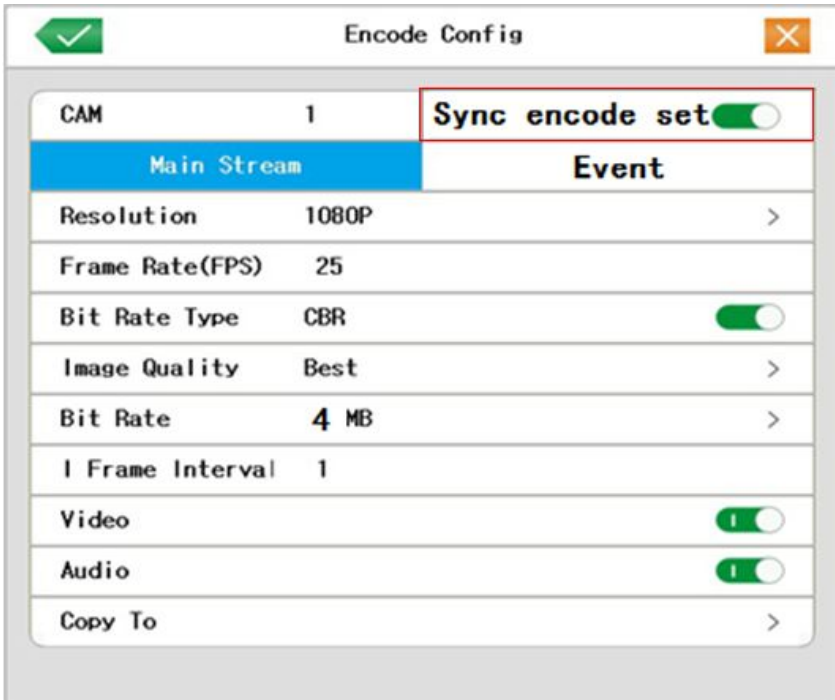 Encode Config
CAM 1 Sync encode set
Main Stream Event
Resolution 1080P
Frame Rate(FPS) 25
Bit Rate Type CBR
Image Quality Best
Bit Rate 4 MB
I Frame Interval 1
Video
Audio
Copy To